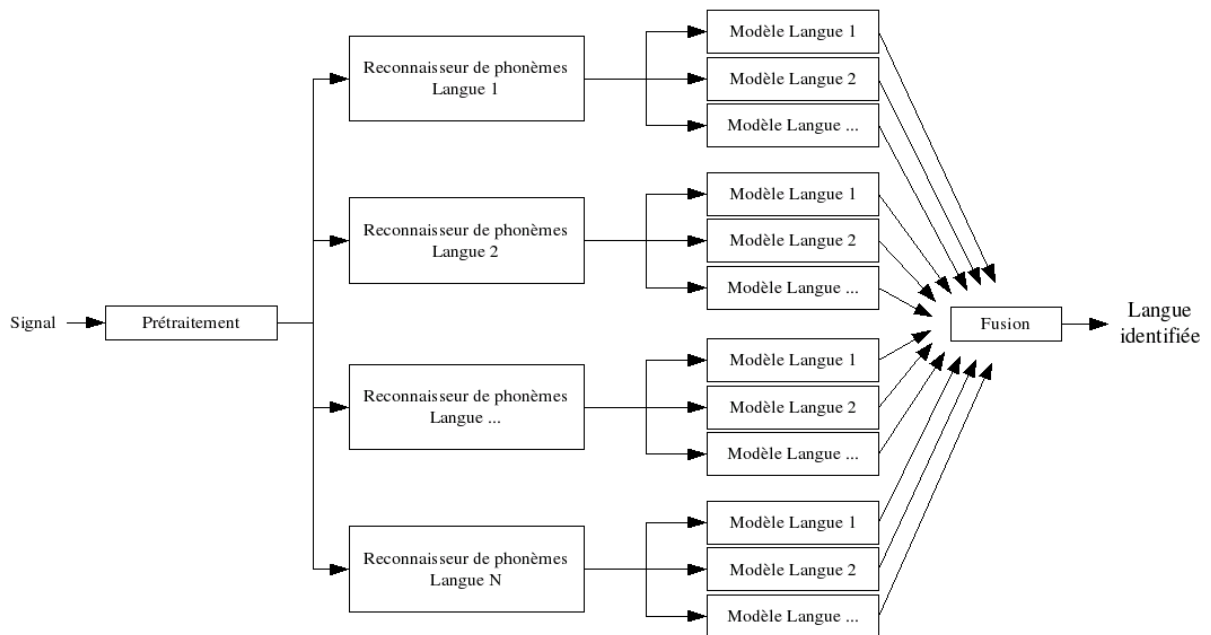 Signal
Prétraitement
Reconnaisseur de phonèmes
Langue 1
Modèle Langue 1
Modèle Langue 2
Modèle Langue ...
Reconnaisseur de phonèmes
Langue 2
Modèle Langue 1
Modèle Langue 2
Modèle Langue ...
Reconnaisseur de phonèmes
Langue ...
Modèle Langue 1
Modèle Langue 2
Modèle Langue ...
Reconnaisseur de phonèmes
Langue N
Modèle Langue 1
Modèle Langue 2
Modèle Langue ...
Fusion
Langue
identifiée